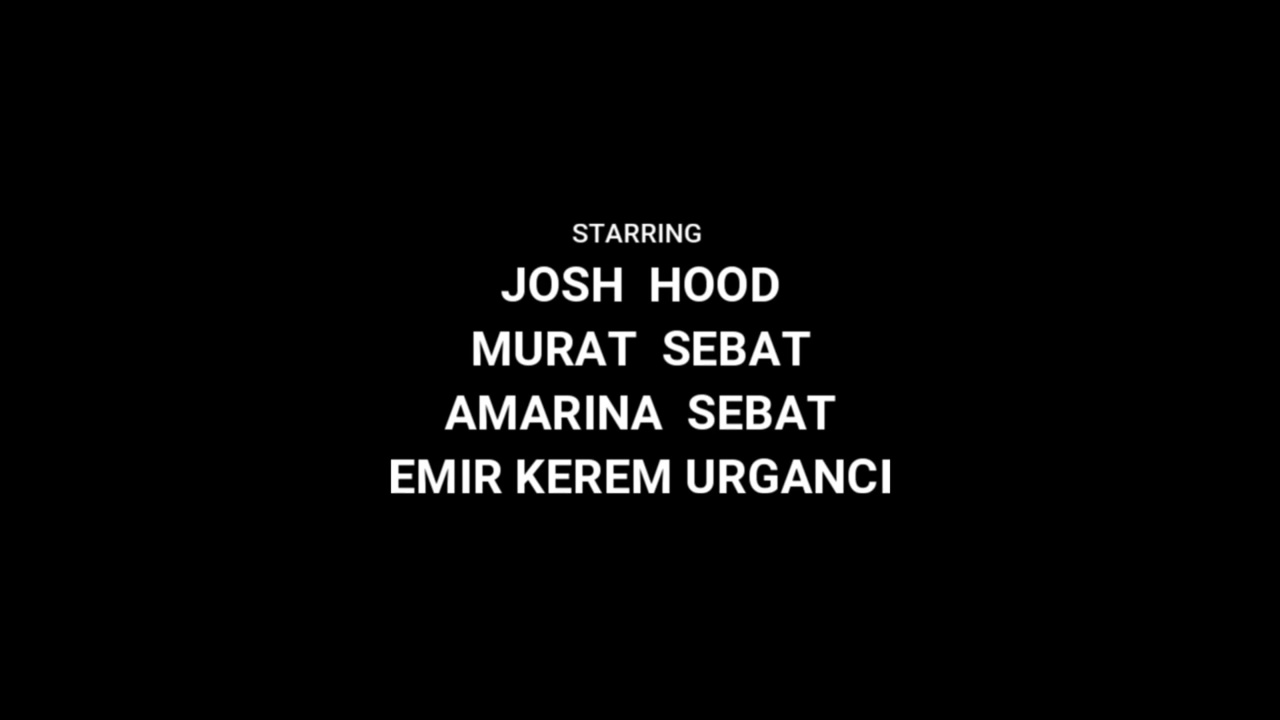 STARRING
JOSH HOOD
MURAT SEBAT
AMARINA SEBAT
EMIR KEREM URGANCI